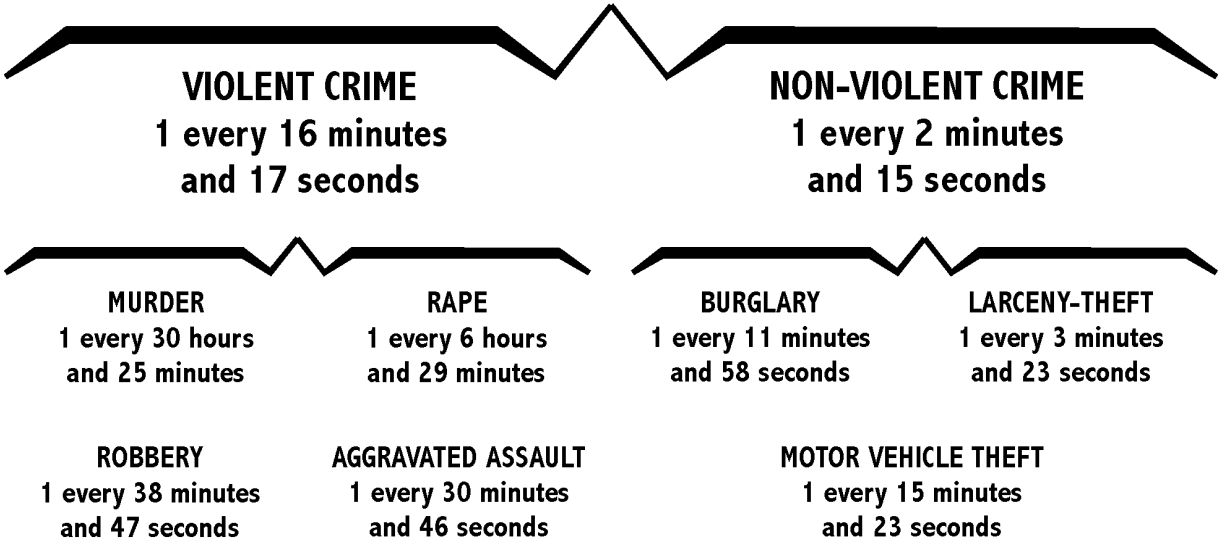 VIOLENT CRIME
1 every 16 minutes
and 17 seconds
NON-VIOLENT CRIME
1 every 2 minutes
and 15 seconds
MURDER
1 every 30 hours
and 25 minutes
RAPE
1 every 6 hours
and 29 minutes
BURGLARY
1 every 11 minutes
and 58 seconds
LARCENY-THEFT
1 every 3 minutes
and 23 seconds
ROBBERY
1 every 38 minutes
and 47 seconds
AGGRAVATED ASSAULT
1 every 30 minutes
and 46 seconds
MOTOR VEHICLE THEFT
1 every 15 minutes
and 23 seconds